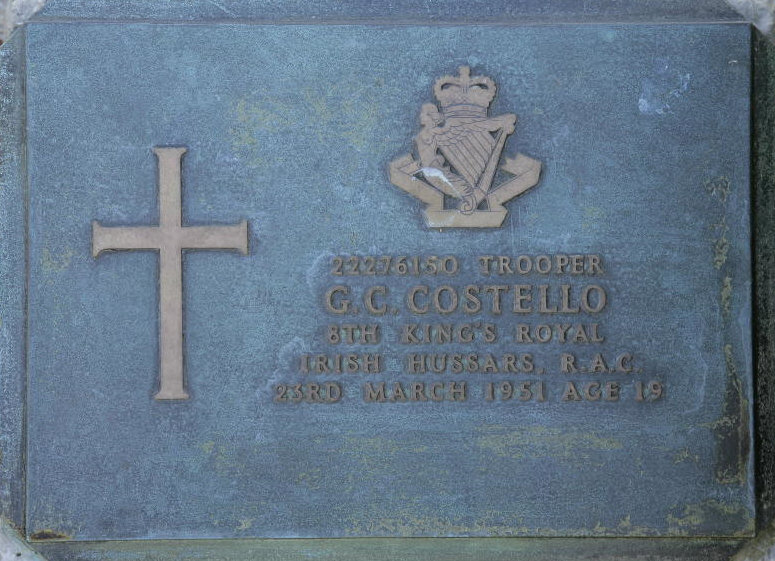 22276150 TROOPER
G.C. COSTELLO
8TH KING'S ROYAL
IRISH HUSSARS, R.A.C.
23RD MARCH 1951 AGE 19